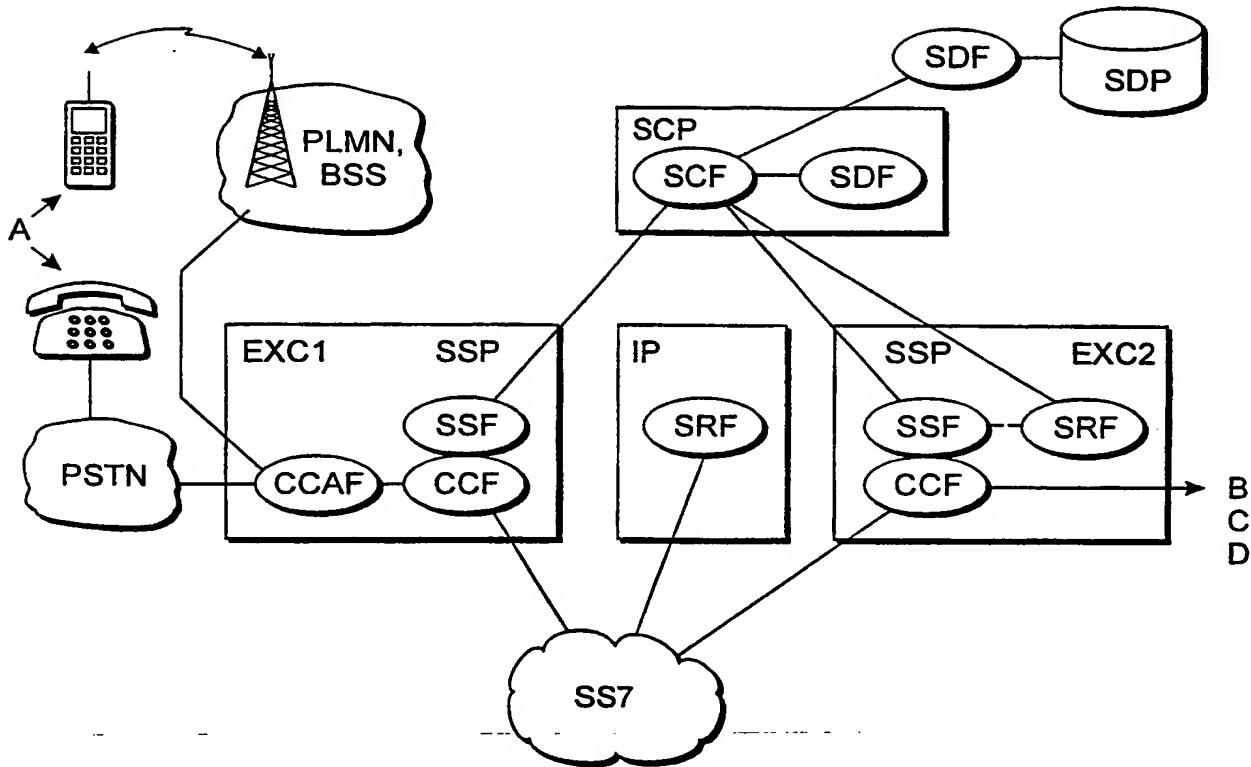 SDF
SDP
PLMN,
BSS
SCP
SCF
SDF
A
EXC1
SSP
IP
SSP
EXC2
SSF
SRF
SSF
SRF
PSTN
CCAF
CCF
CCF
B
C
D
SS7